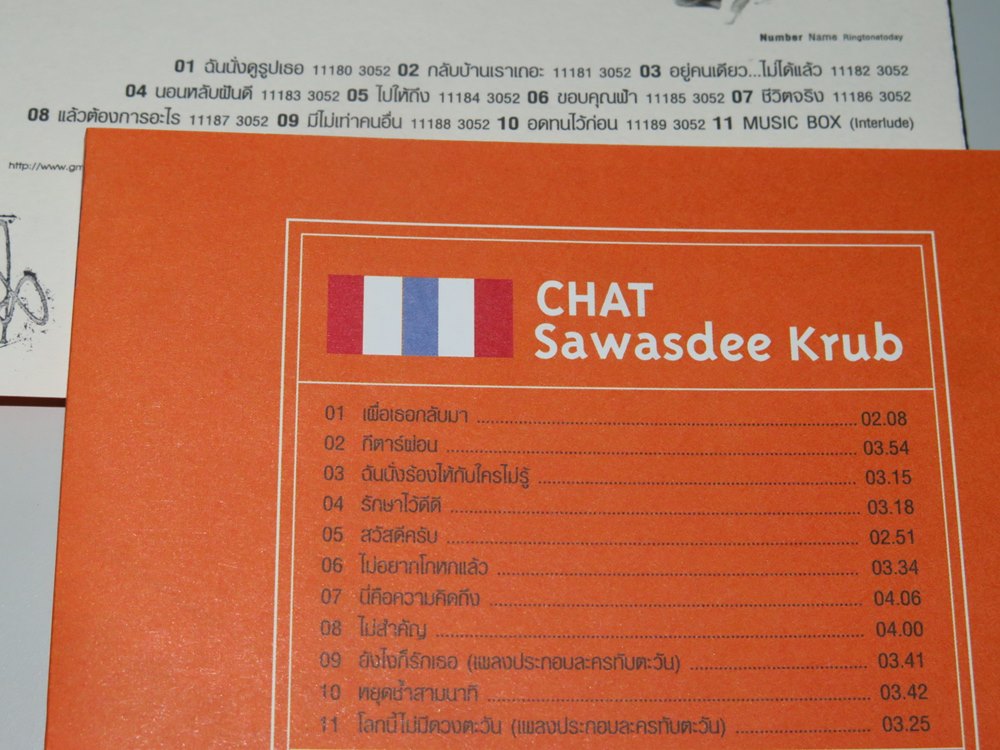 Number Name Ringtonetoday
01 ฉันนั่งดูรูปเธอ 11180 3052 02 กลับบ้านเราเถอะ 11181 3052 03 อยู่คนเดียว...ไม่ได้แล้ว 11182 3052
04 นอนหลับฝันดี 11183 3052 05 ไปให้ถึง 11184 3052 06 ขอบคุณฟ้า 11185 3052 07 ชีวิตจริง 11186 3052
08 แล้วต้องการอะไร 11187 3052 09 มีไม่เท่าคนอื่น 11188 3052 10 อดทนไว้ก่อน 11189 3052 11 MUSIC BOX (Interlude)
http://www.gm
CHAT
Sawasdee Krub
01 เพื่อเธอกลับมา 02.08
02 กีตาร์ผ่อน 03.54
03 ฉันนั่งร้องไห้กับใครไม่รู้ 03.15
04 รักษาไว้ดีดี 03.18
05 สวัสดีครับ 02.51
06 ไม่อยากโกหกแล้ว 03.34
07 นี่คือความคิดถึง 04.06
08 ไม่สำคัญ 04.00
09 ยังไงก็รักเธอ (เพลงประกอบละครทับตะวัน) 03.41
10 หยุดช้ำสามนาที 03.42
11 โลกนี้ไม่มีดวงตะวัน (เพลงประกอบละครทับตะวัน) 03.25